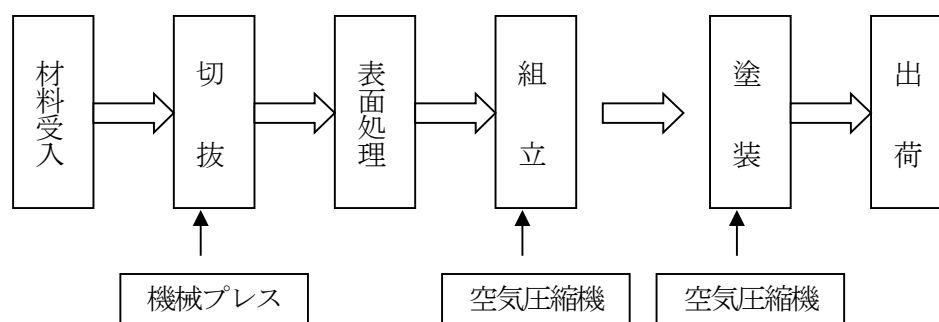 材料受入
切抜
表面処理
組立
塗装
出荷
機械プレス
空気圧縮機
空気圧縮機